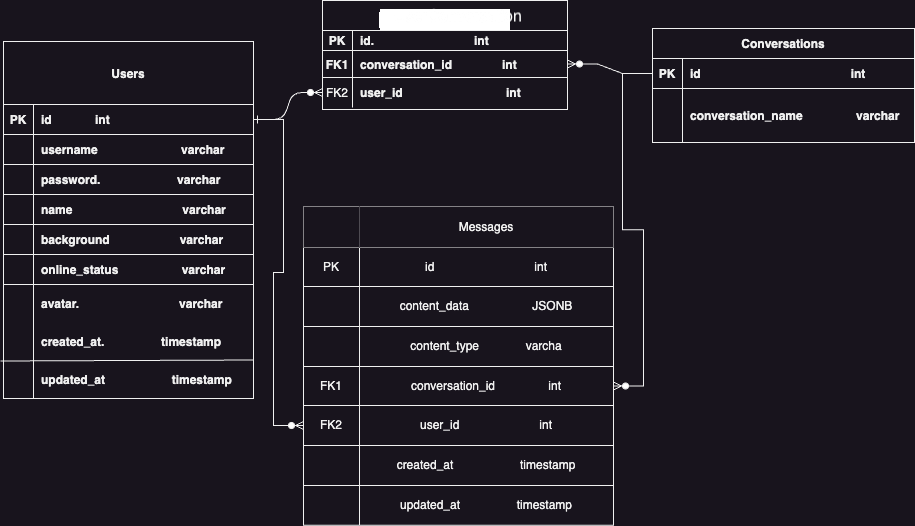 Users
PK id int
username varchar
password. varchar
name varchar
background varchar
online_status varchar
avatar. varchar
created_at. timestamp
updated_at timestamp
PK id. int
FK1 conversation_id int
FK2 user_id int
Conversations
PK id int
conversation_name varchar
Messages
PK id int
content_data JSONB
content_type varcha
FK1 conversation_id int
FK2 user_id int
created_at timestamp
updated_at timestamp